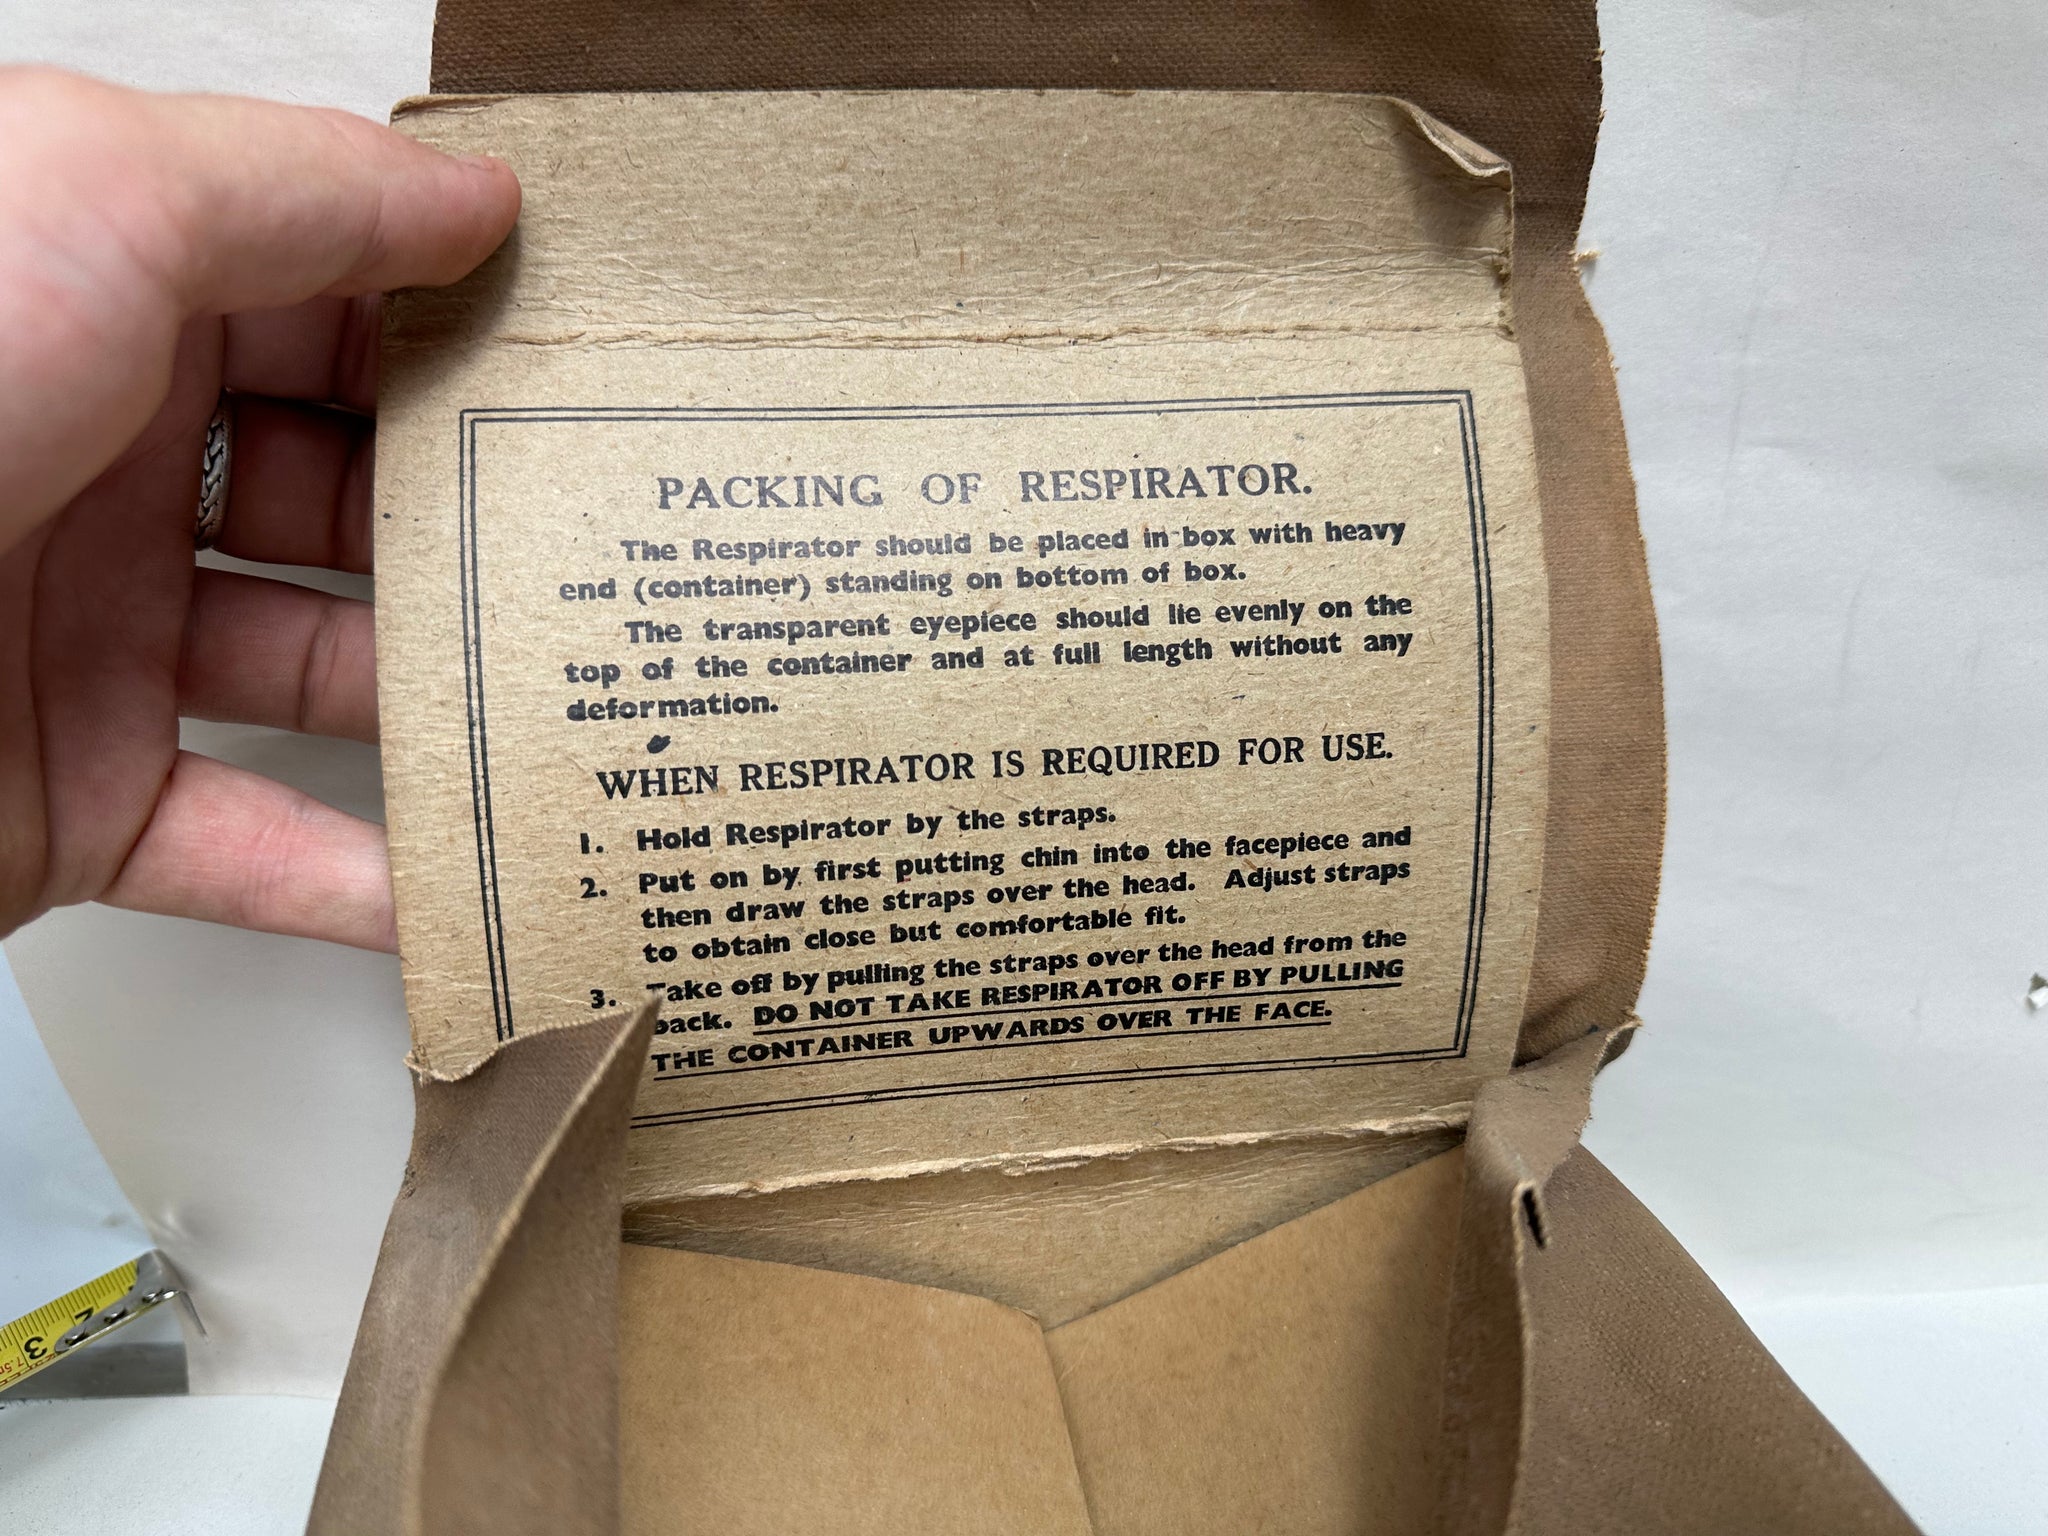 PACKING OF RESPIRATOR.
The Respirator should be placed in box with heavy
end (container) standing on bottom of box.
The transparent eyepiece should lie evenly on the
top of the container and at full length without any
deformation.
WHEN RESPIRATOR IS REQUIRED FOR USE.
1. Hold Respirator by the straps.
2. Put on by first putting chin into the facepiece and
then draw the straps over the head. Adjust straps
to obtain close but comfortable fit.
3. Take off by pulling the straps over the head from the
back. DO NOT TAKE RESPIRATOR OFF BY PULLING
THE CONTAINER UPWARDS OVER THE FACE.
2
3